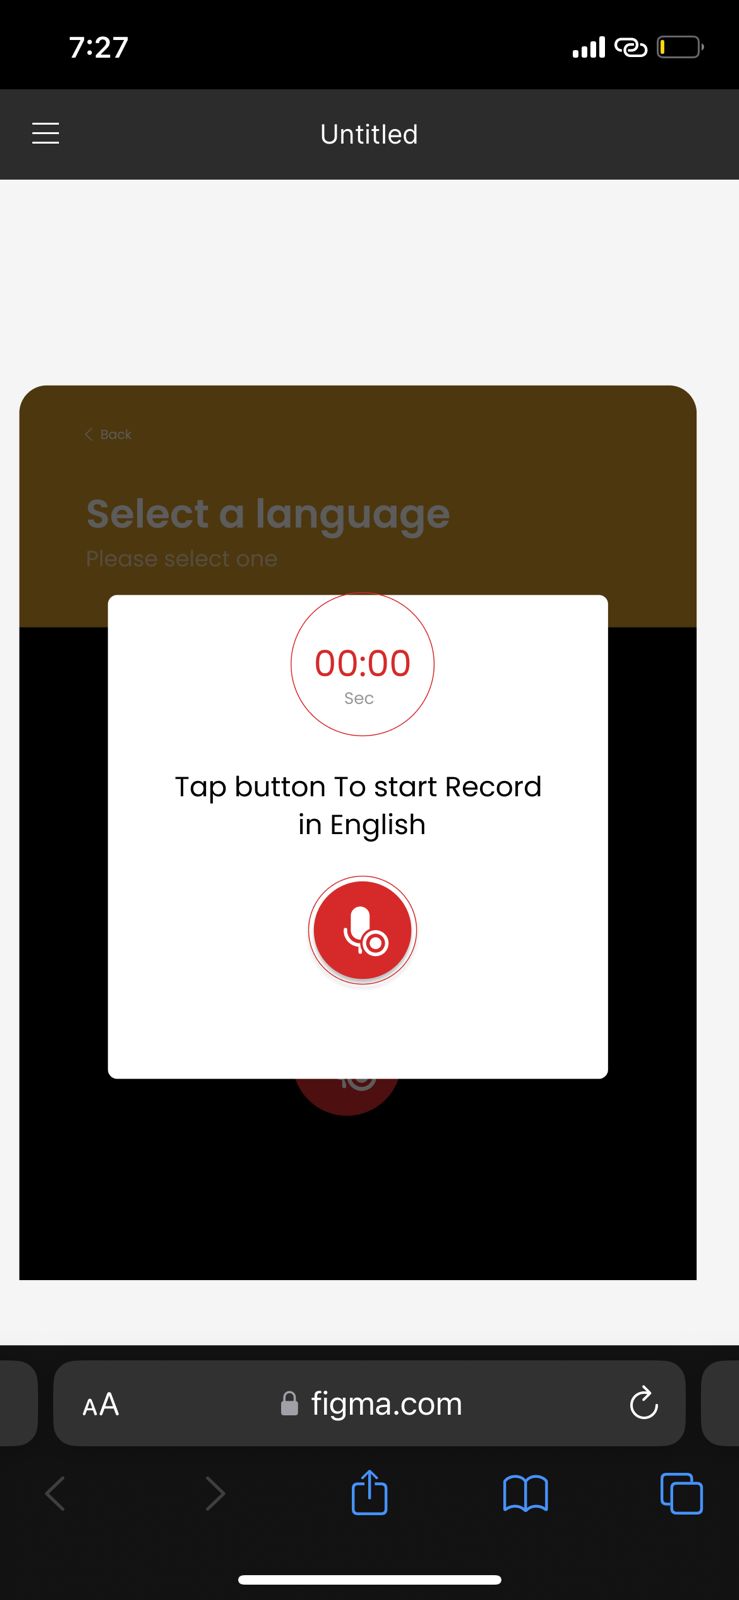 7:27
Untitled
Back
Select a language
Please select one
00:00
Sec
Tap button To start Record
in English
AA
figma.com